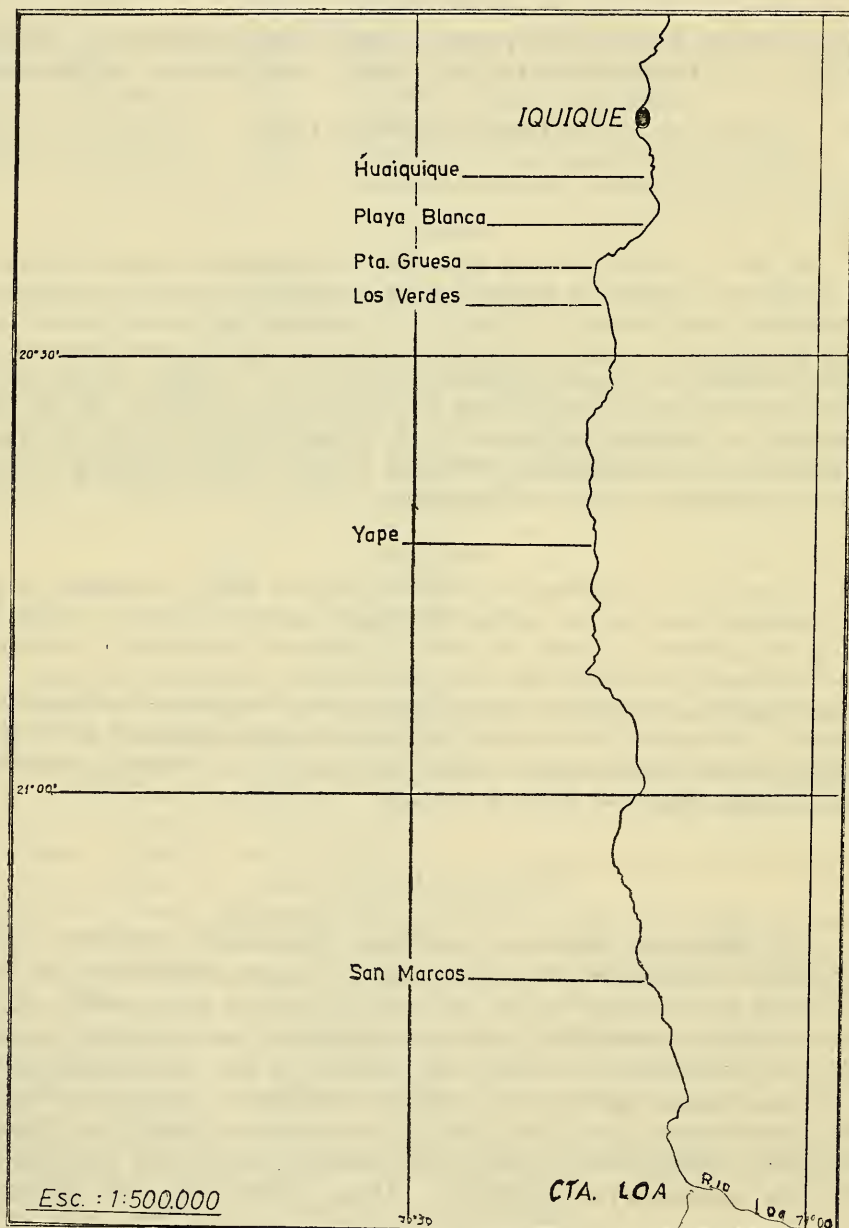 IQUIQUE
Huaiquique
Playa Blanca
Pta. Gruesa
Los Verdes
20°30'
Yape
21°00'
San Marcos
CTA. LOA
Rio
Loa
Esc. : 1:500.000
70°30
71°00